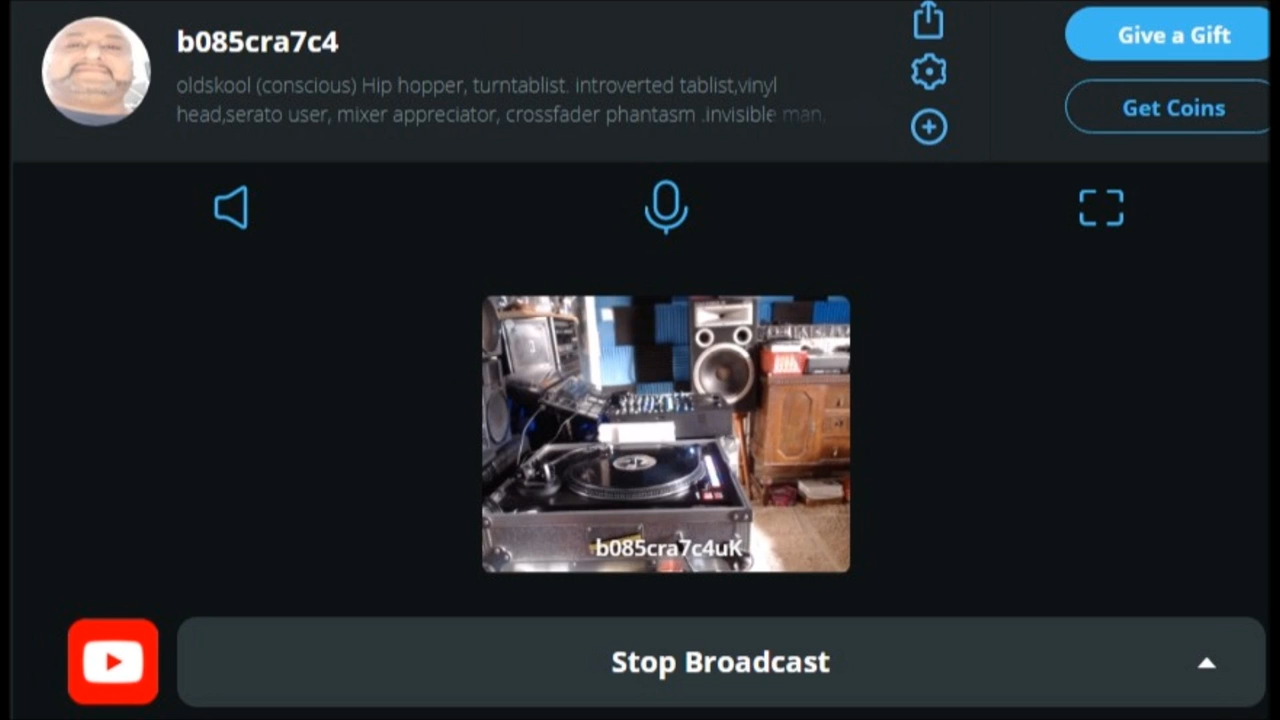 b085cra7c4
oldskool (conscious) Hip hopper, turntablist. introverted tablist,vinyl
head,serato user, mixer appreciator, crossfader phantasm .invisible man,
Give a Gift
Get Coins
b085cra7c4uK
Stop Broadcast